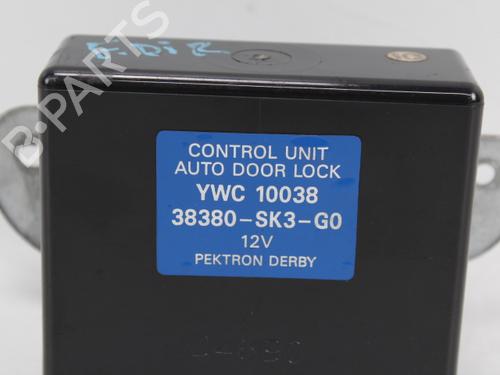 B-PARTS
CONTROL UNIT
AUTO DOOR LOCK
YWC 10038
38380-SK3-G0
12V
PEKTRON DERBY